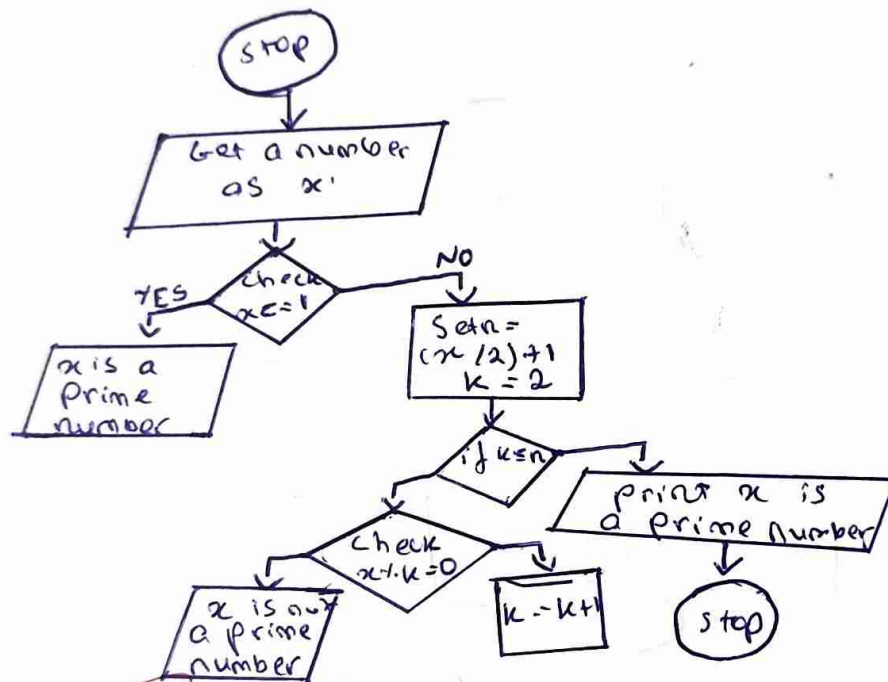 stop
Get a number
as x'
check
x<=1
YES
NO
x is a
prime
number
Set n=
(x/2)+1
k = 2
if k≤n
print x is
a prime number
check
x%k=0
k=k+1
x is not
a prime
number
stop